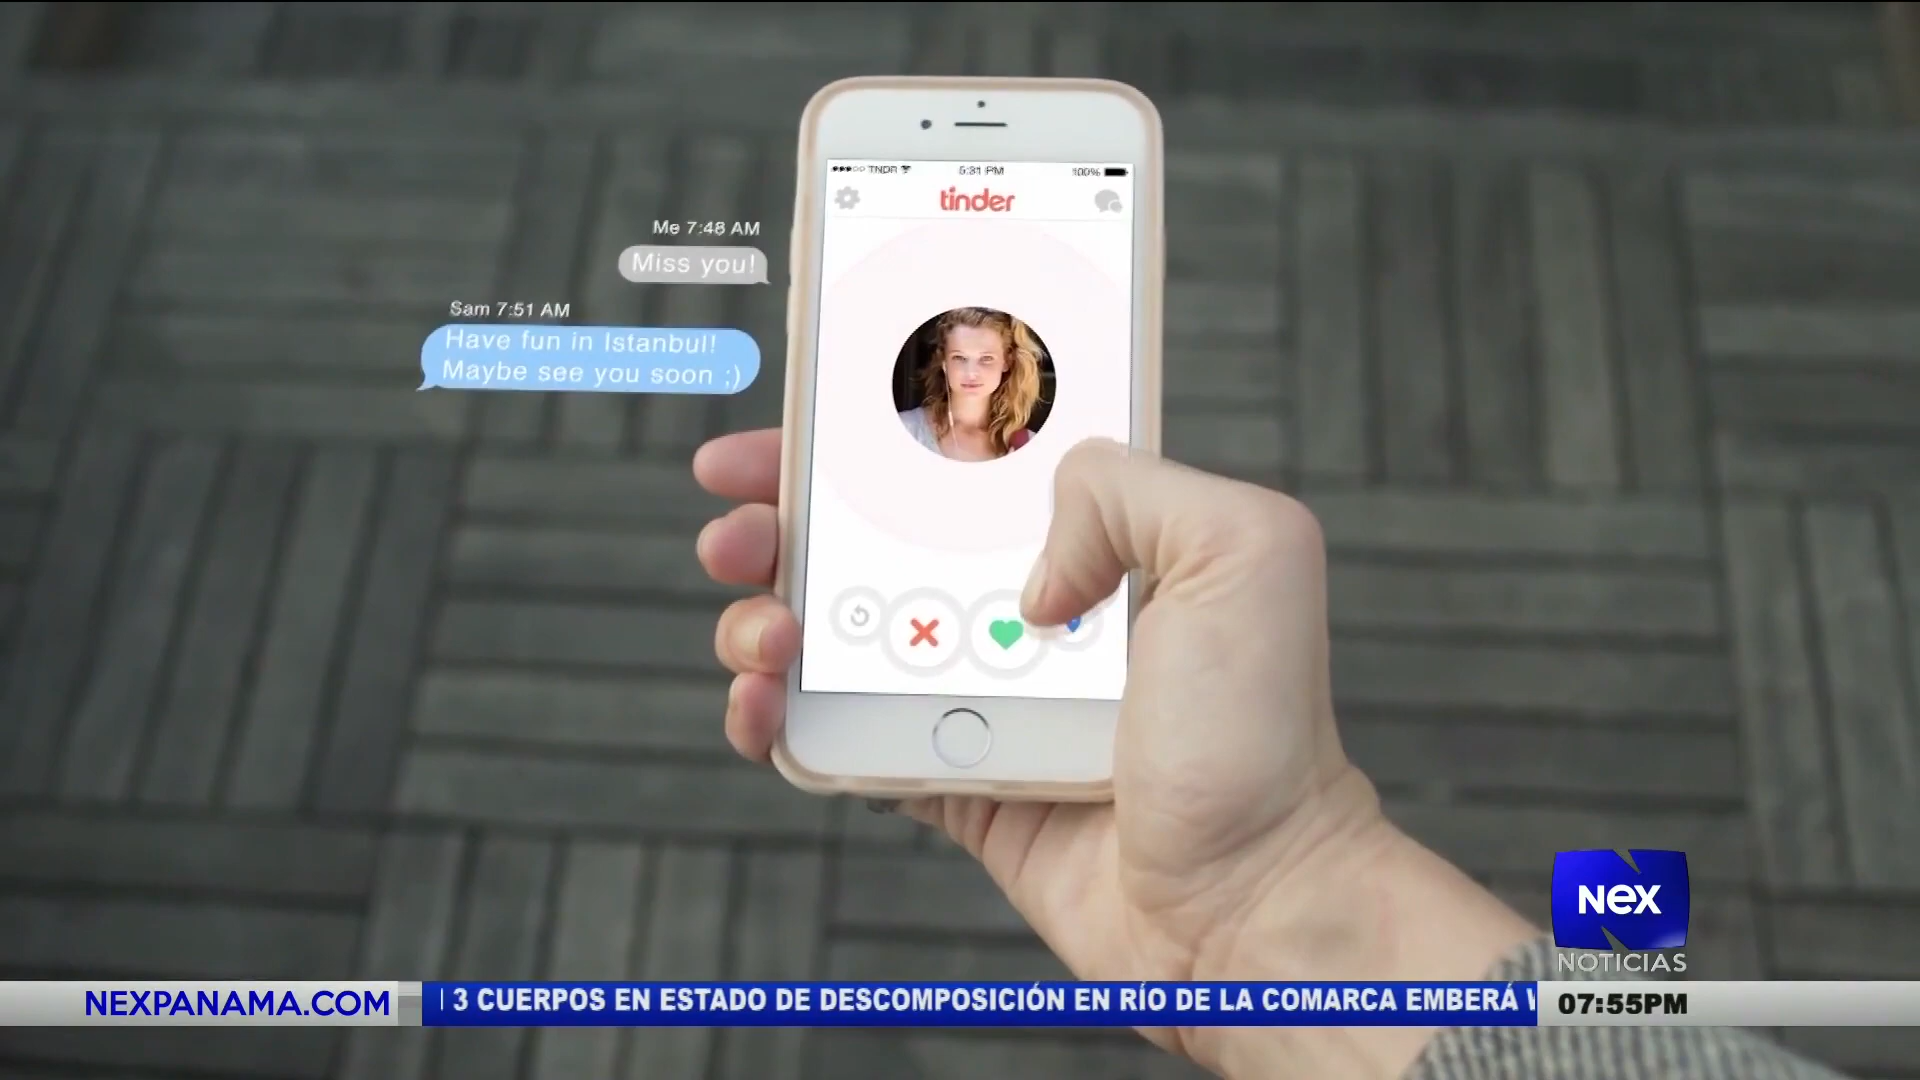 TNDR 5:31 PM 100%
tinder
Me 7:48 AM
Miss you!
Sam 7:51 AM
Have fun in Istanbul!
Maybe see you soon ;)
NEX
NOTICIAS
NEXPANAMA.COM
3 CUERPOS EN ESTADO DE DESCOMPOSICIÓN EN RÍO DE LA COMARCA EMBERÁ
07:55PM